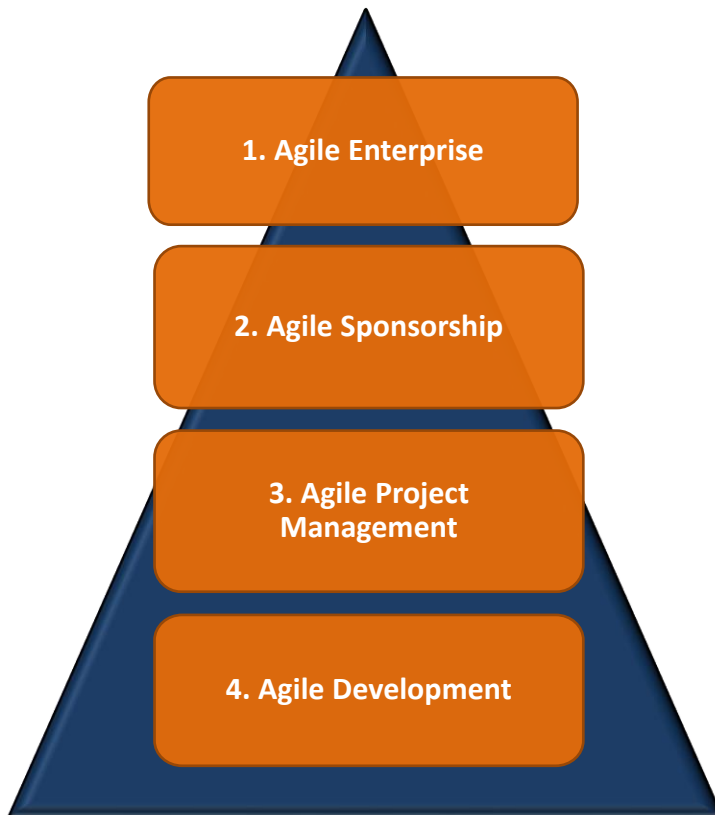 1. Agile Enterprise
2. Agile Sponsorship
3. Agile Project
Management
4. Agile Development